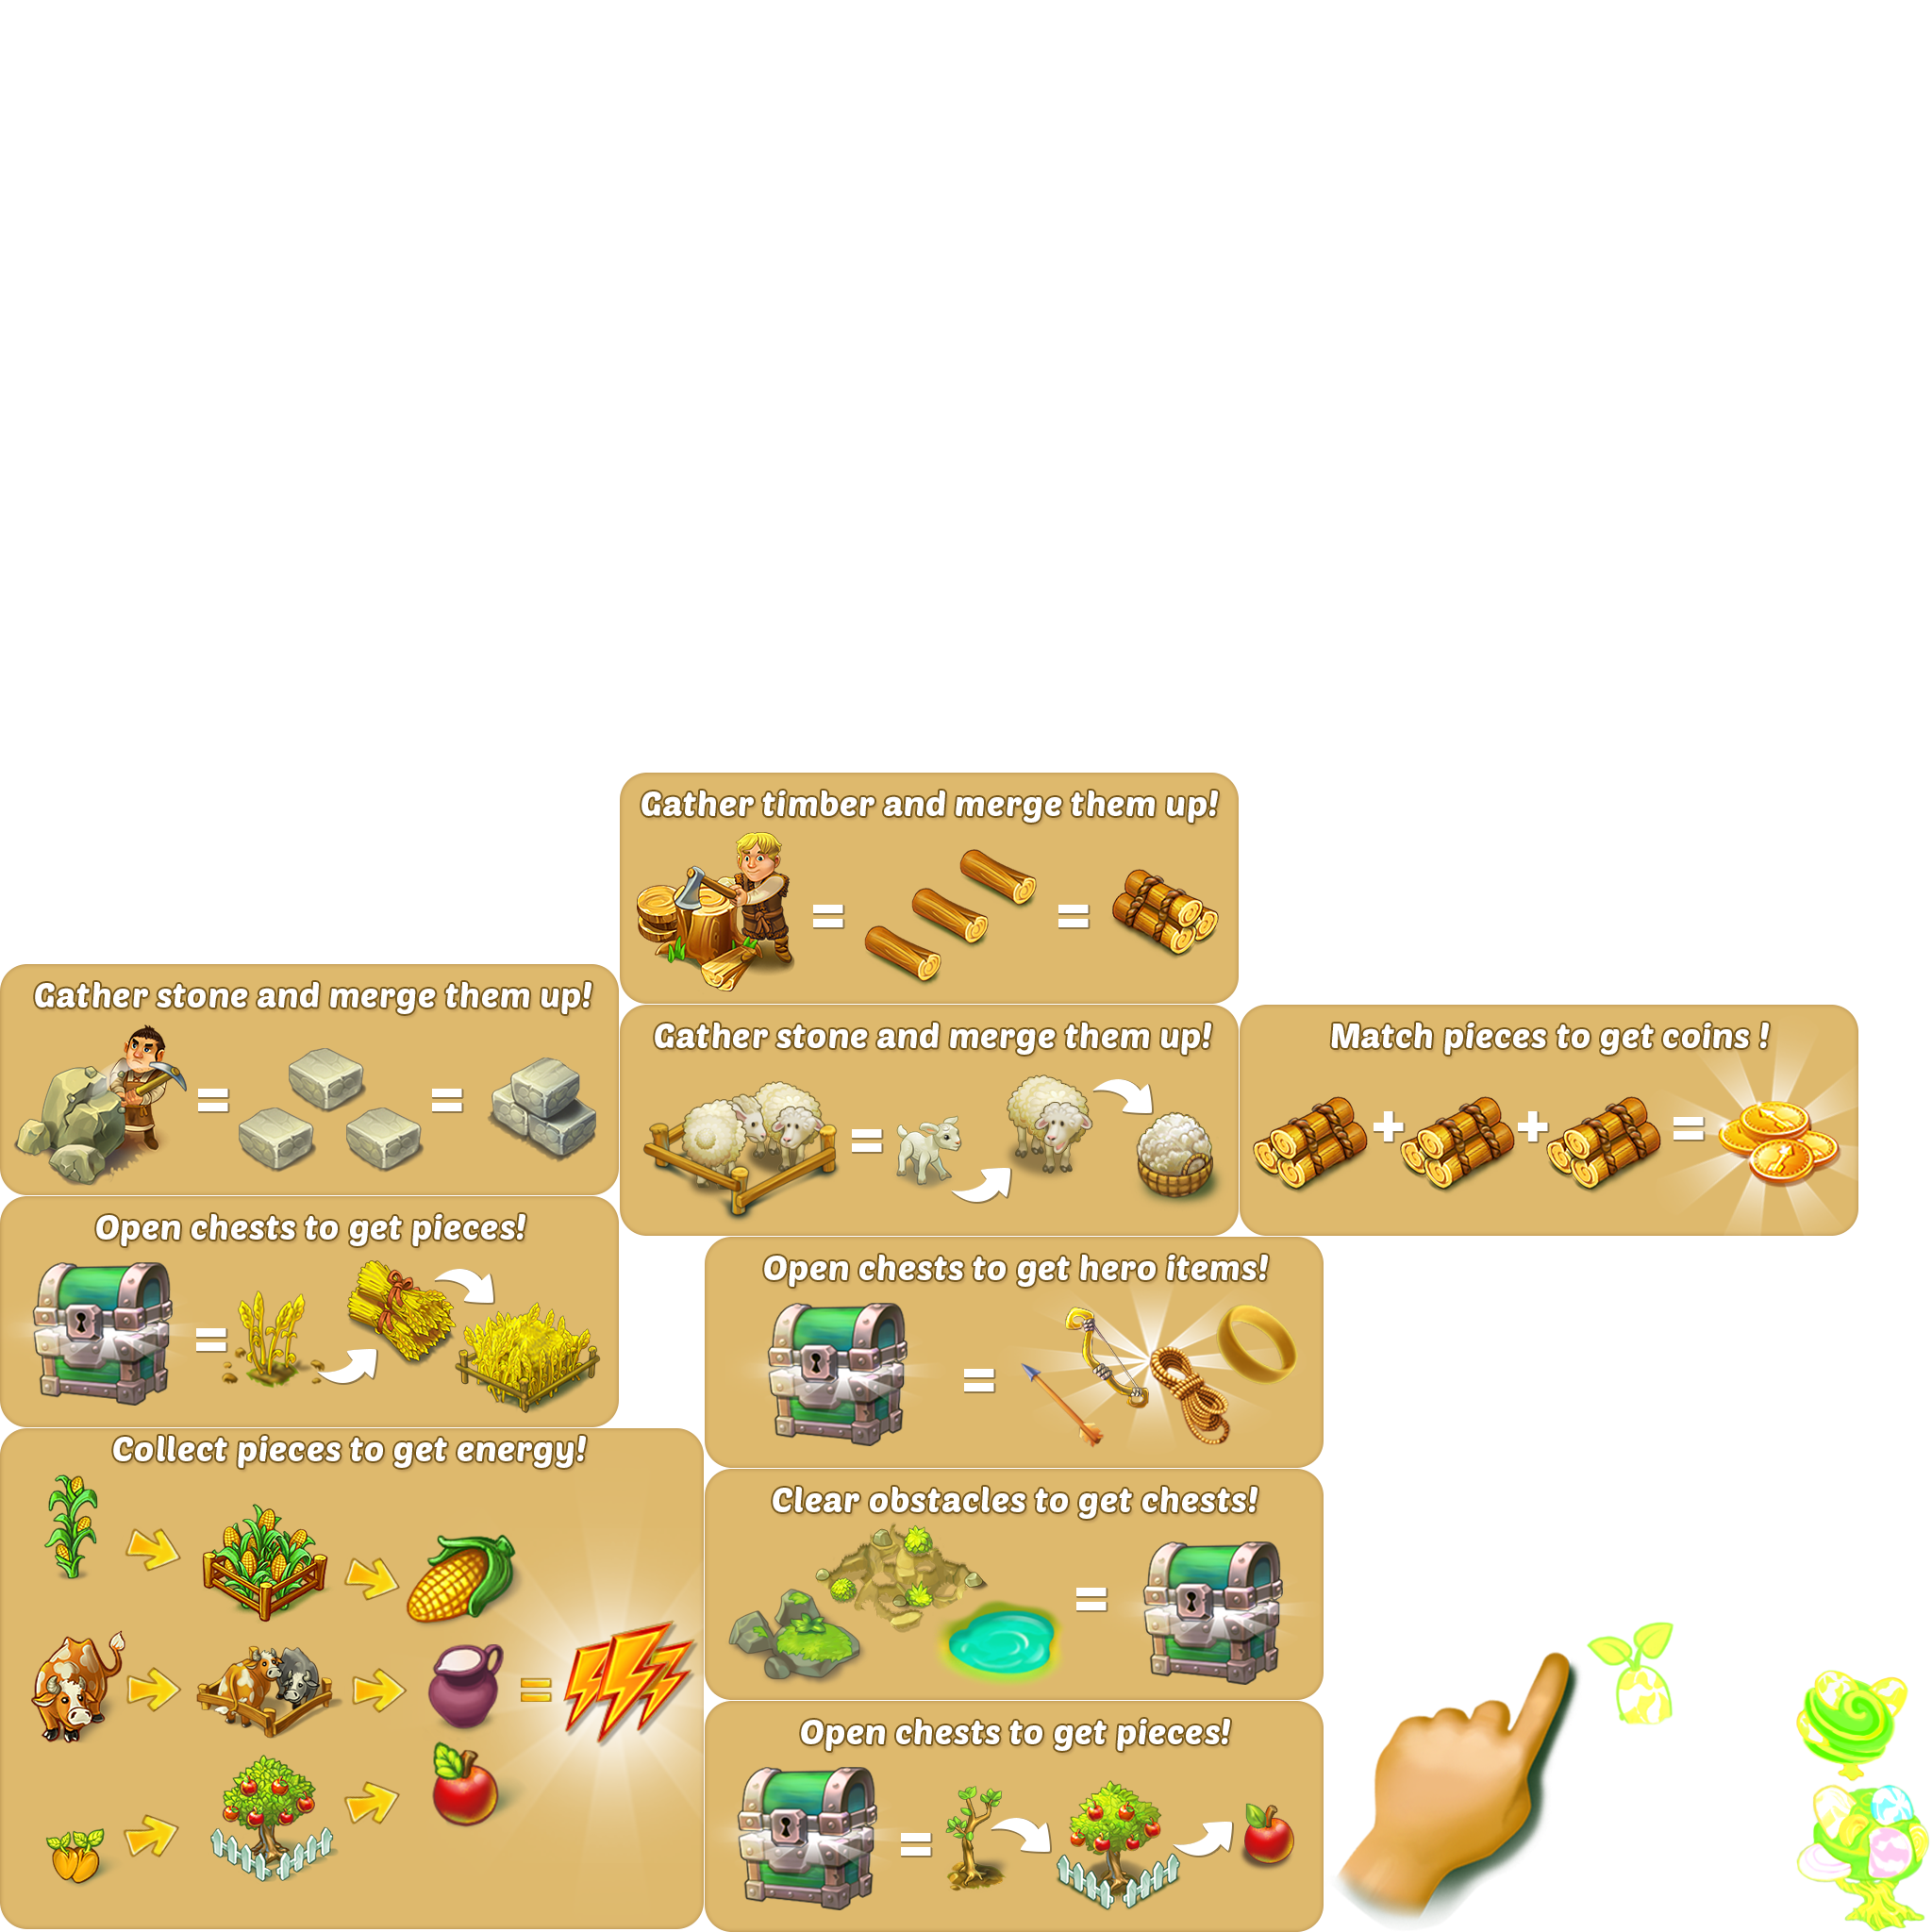 Gather timber and merge them up!
Gather stone and merge them up!
Gather stone and merge them up!
Match pieces to get coins !
Open chests to get pieces!
Open chests to get hero items!
Collect pieces to get energy!
Clear obstacles to get chests!
Open chests to get pieces!